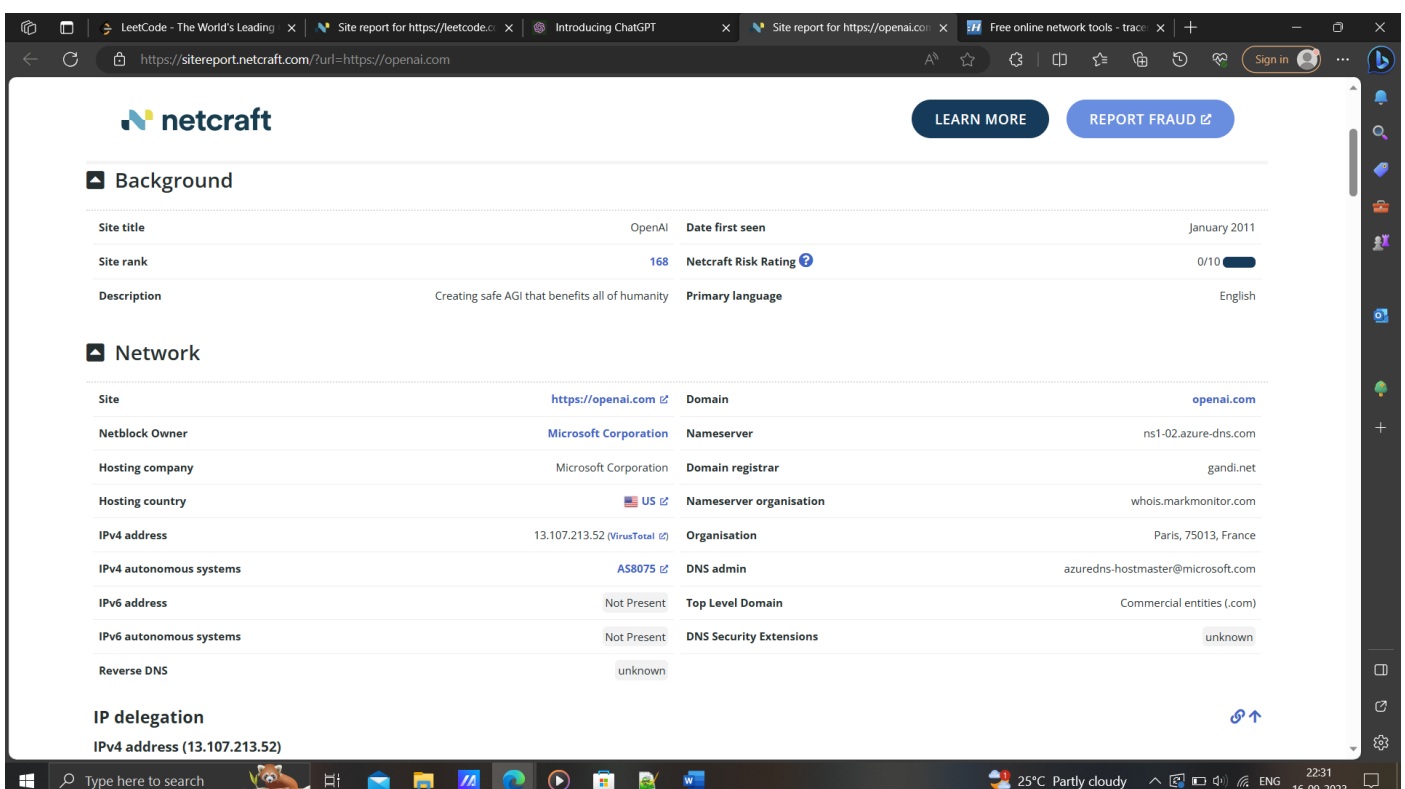 LeetCode - The World's Leading
Site report for https://leetcode.co
Introducing ChatGPT
Site report for https://openai.com
Free online network tools - trace
https://sitereport.netcraft.com/?url=https://openai.com
Sign in
netcraft
LEARN MORE
REPORT FRAUD
Background
Site title OpenAI Date first seen January 2011
Site rank 168 Netcraft Risk Rating ? 0/10
Description Creating safe AGI that benefits all of humanity Primary language English
Network
Site https://openai.com Domain openai.com
Netblock Owner Microsoft Corporation Nameserver ns1-02.azure-dns.com
Hosting company Microsoft Corporation Domain registrar gandi.net
Hosting country US Nameserver organisation whois.markmonitor.com
IPv4 address 13.107.213.52 (VirusTotal) Organisation Paris, 75013, France
IPv4 autonomous systems AS8075 DNS admin azuredns-hostmaster@microsoft.com
IPv6 address Not Present Top Level Domain Commercial entities (.com)
IPv6 autonomous systems Not Present DNS Security Extensions unknown
Reverse DNS unknown
IP delegation
IPv4 address (13.107.213.52)
Type here to search
25°C Partly cloudy
ENG
22:31
16-09-2023